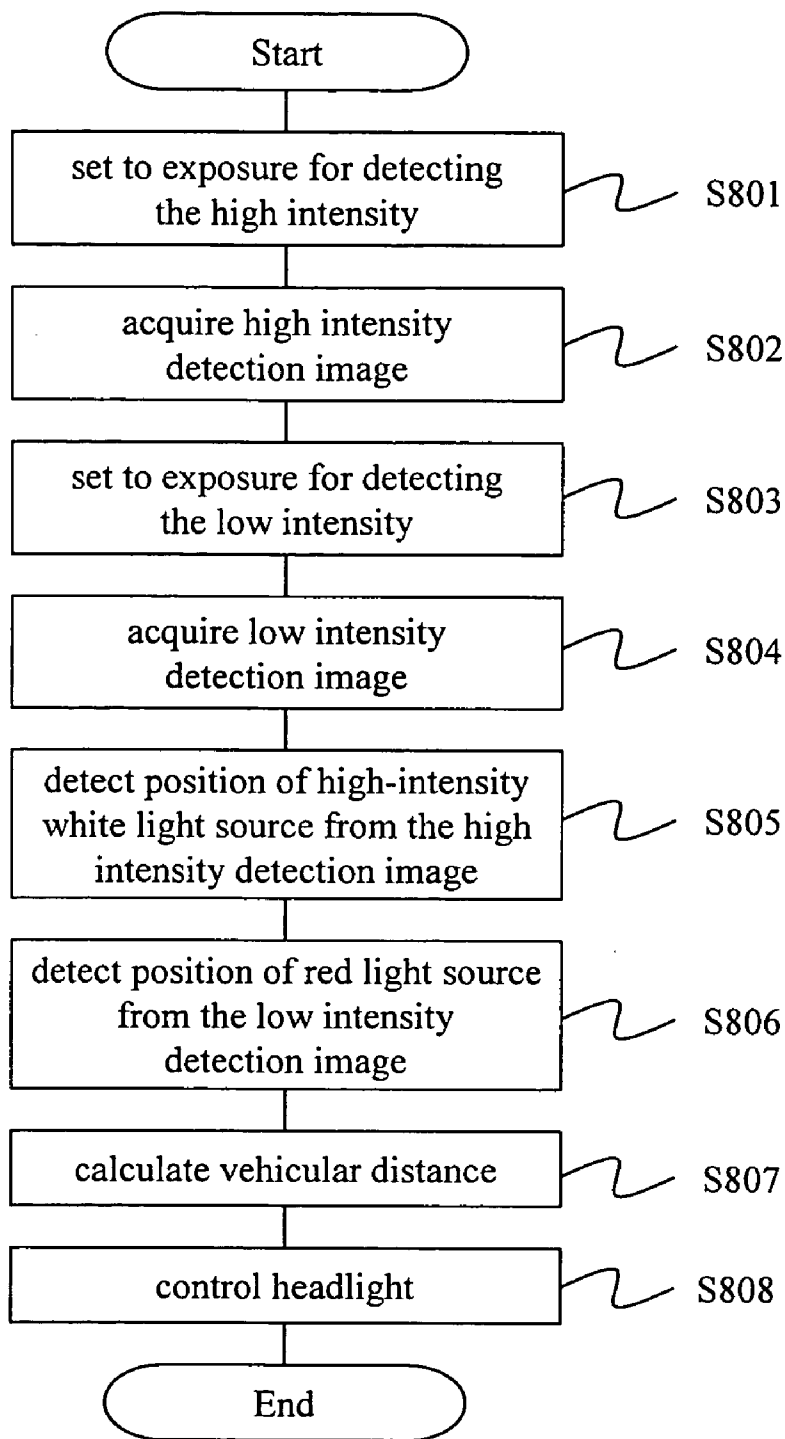 Start
set to exposure for detecting
the high intensity
S801
acquire high intensity
detection image
S802
set to exposure for detecting
the low intensity
S803
acquire low intensity
detection image
S804
detect position of high-intensity
white light source from the high
intensity detection image
S805
detect position of red light source
from the low intensity
detection image
S806
calculate vehicular distance
S807
control headlight
S808
End